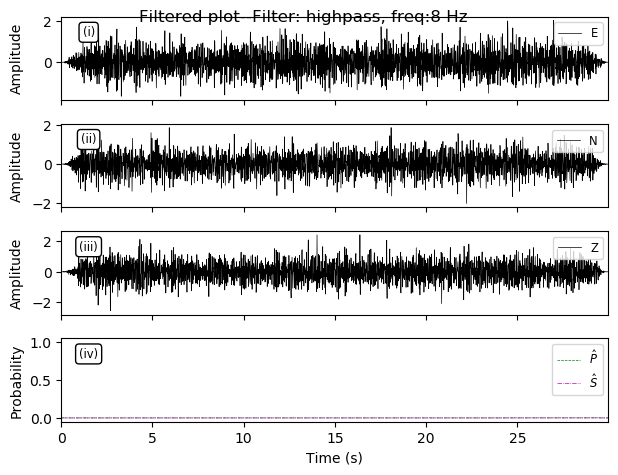 Filtered plot--Filter: highpass, freq:8 Hz
(i)
E
Amplitude
2
0
(ii)
N
Amplitude
2
0
−2
(iii)
Z
Amplitude
2
0
−2
(iv)
P̂
Ŝ
Probability
1.0
0.5
0.0
0 5 10 15 20 25
Time (s)